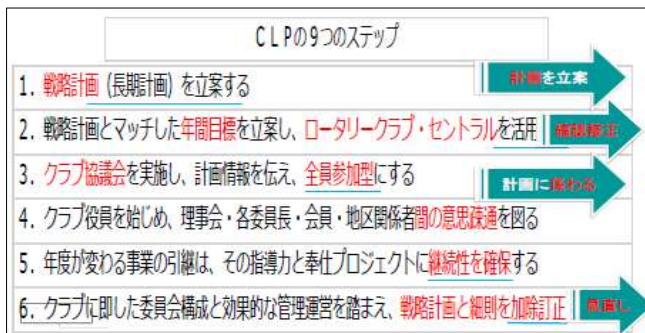 CLPの9つのステップ
1. 戦略計画（長期計画）を立案する
計画を立案
2. 戦略計画とマッチした年間目標を立案し、ロータリークラブ・セントラルを活用
確認修正
3. クラブ協議会を実施し、計画情報を伝え、全員参加型にする
計画に係わる
4. クラブ役員を始め、理事会・各委員長・会員・地区関係者間の意思疎通を図る
5. 年度が変わる事業の引継は、その指導力と奉仕プロジェクトに継続性を確保する
6. クラブに即した委員会構成と効果的な管理運営を踏まえ、戦略計画と細則を加除訂正
見直し